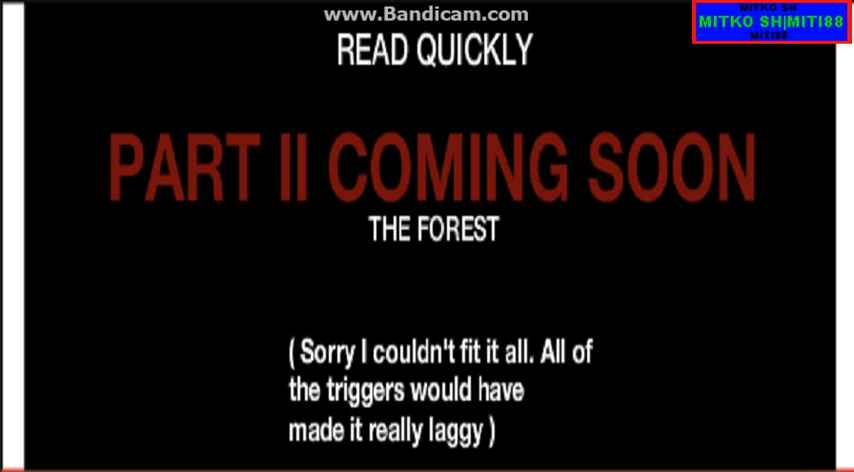 www.Bandicam.com
MITKO SH
MITKO SH|MITI88
MITI88
READ QUICKLY
PART II COMING SOON
THE FOREST
( Sorry I couldn't fit it all. All of
the triggers would have
made it really laggy )